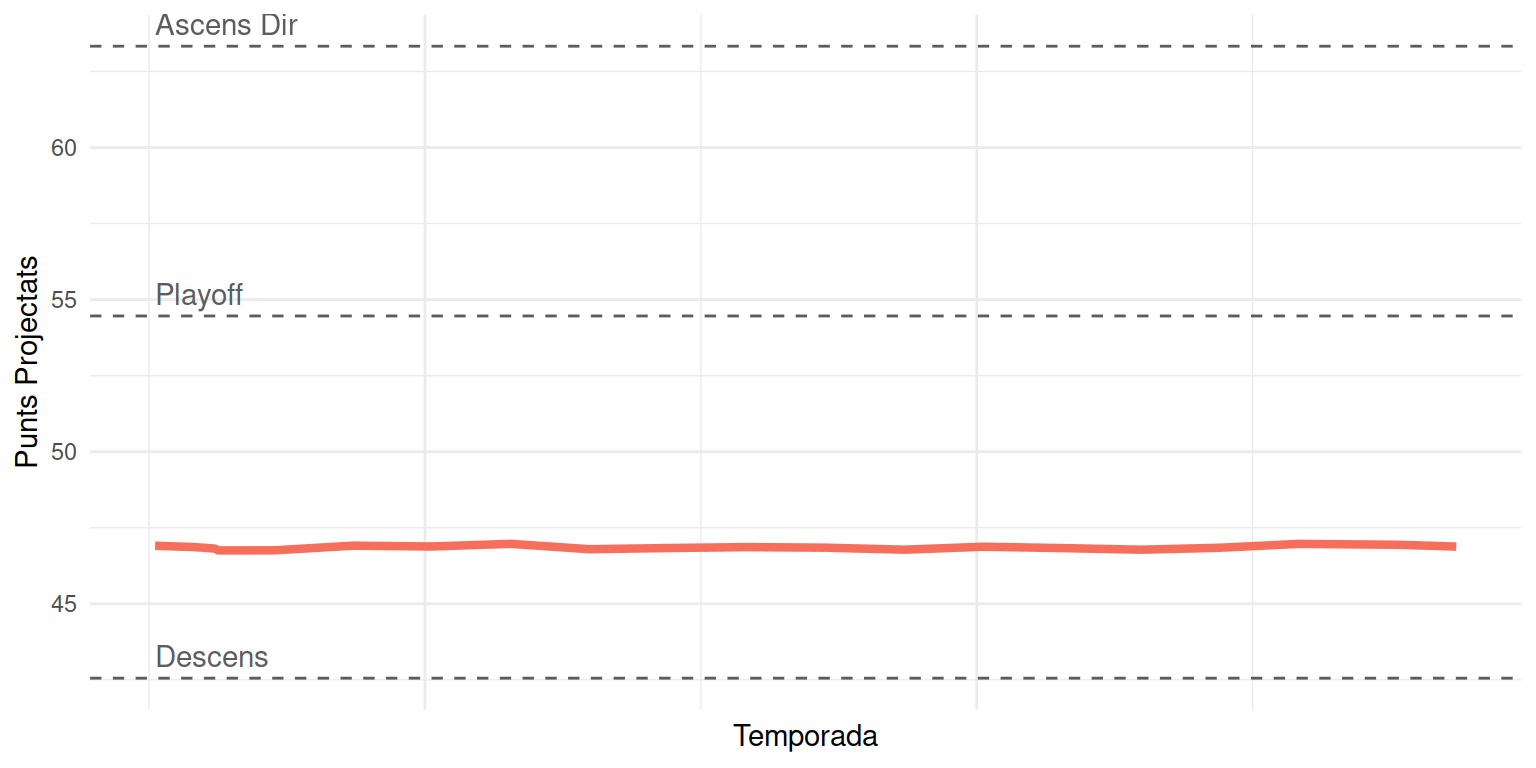 Ascens Dir
60
Playoff
55
50
45
Descens
Punts Projectats
Temporada